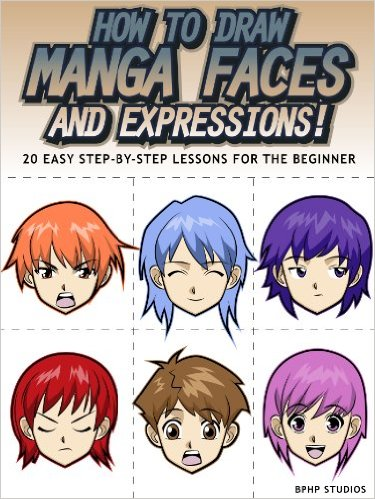 HOW TO DRAW
MANGA FACES
AND EXPRESSIONS!
20 EASY STEP-BY-STEP LESSONS FOR THE BEGINNER
BPHP STUDIOS